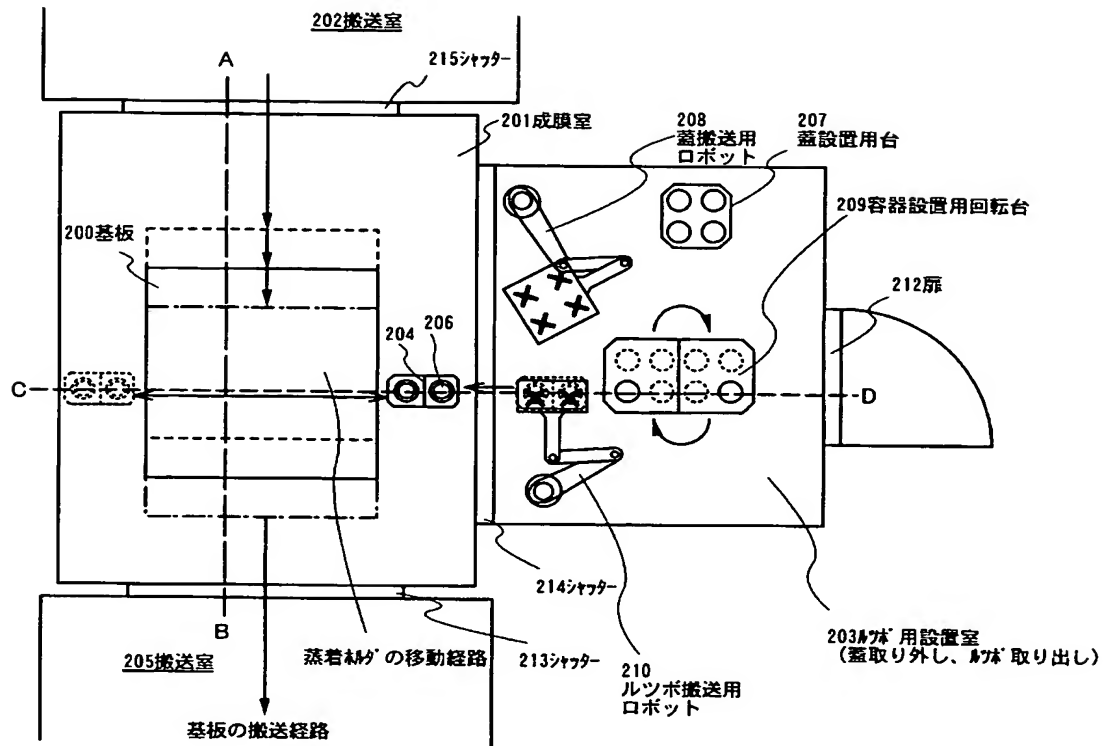 202搬送室
A
215シャッター
201成膜室
208
蓋搬送用
ロボット
207
蓋設置用台
209容器設置用回転台
200基板
212扉
204
206
C
D
214シャッター
B
205搬送室
蒸着ホルダの移動経路
213シャッター
210
ルツボ搬送用
ロボット
203ルツボ用設置室
(蓋取り外し、ルツボ取り出し)
基板の搬送経路